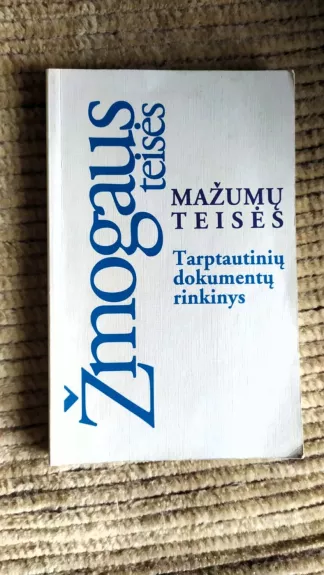 Žmogaus
teisės
MAŽUMŲ
TEISĖS
Tarptautinių
dokumentų
rinkinys